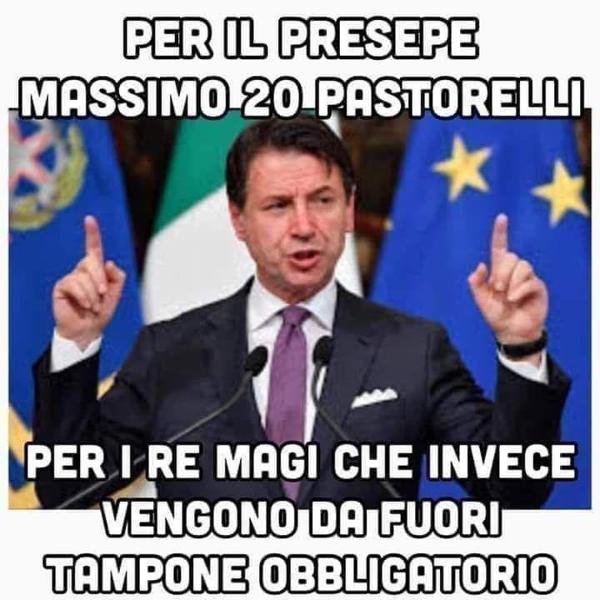 PER IL PRESEPE
MASSIMO 20 PASTORELLI
PER I RE MAGI CHE INVECE
VENGONO DA FUORI
TAMPONE OBBLIGATORIO